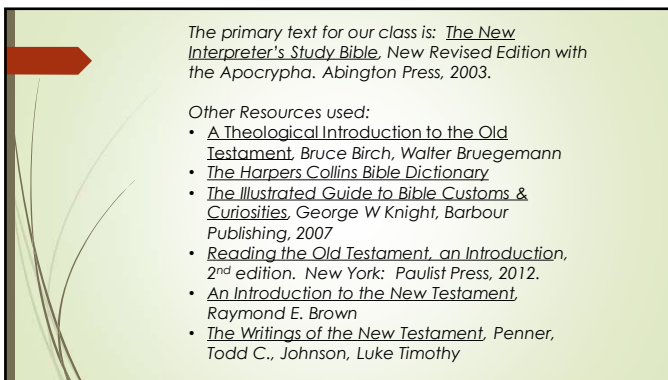 The primary text for our class is:  The New
Interpreter's Study Bible, New Revised Edition with
the Apocrypha. Abington Press, 2003.
Other Resources used:
• A Theological Introduction to the Old
Testament, Bruce Birch, Walter Bruegemann
• The Harpers Collins Bible Dictionary
• The Illustrated Guide to Bible Customs &
Curiosities, George W Knight, Barbour
Publishing, 2007
• Reading the Old Testament, an Introduction,
2nd edition.  New York:  Paulist Press, 2012.
• An Introduction to the New Testament,
Raymond E. Brown
• The Writings of the New Testament, Penner,
Todd C., Johnson, Luke Timothy